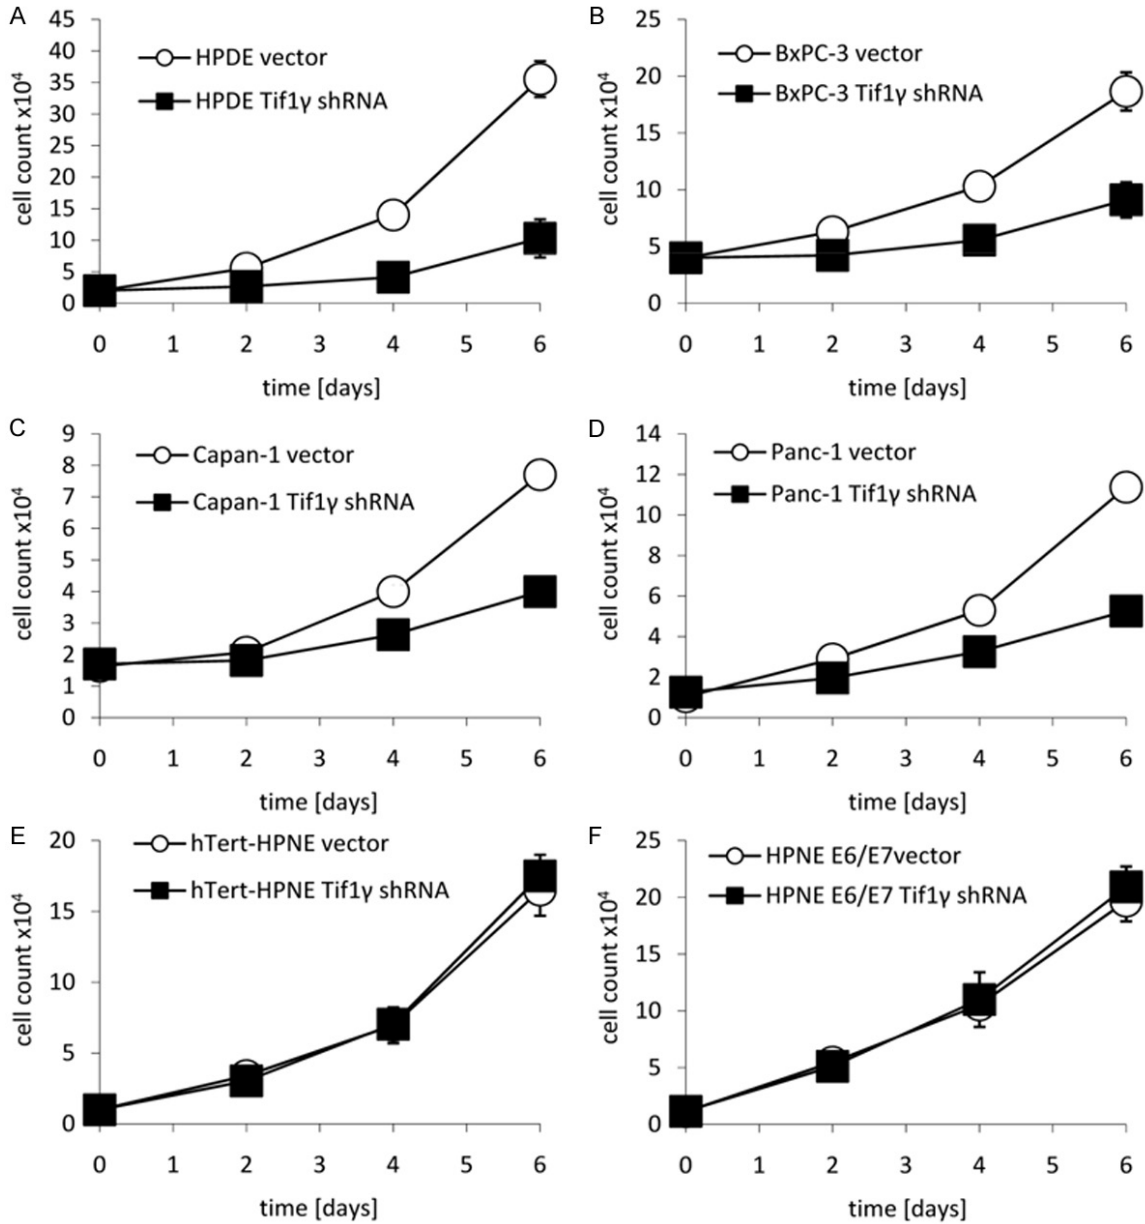 A
cell count x10⁴
45
40
35
30
25
20
15
10
5
0
HPDE vector
HPDE Tif1γ shRNA
0 1 2 3 4 5 6
time [days]
B
cell count x10⁴
25
20
15
10
5
0
BxPC-3 vector
BxPC-3 Tif1γ shRNA
0 1 2 3 4 5 6
time [days]
C
cell count x10⁴
9
8
7
6
5
4
3
2
1
0
Capan-1 vector
Capan-1 Tif1γ shRNA
0 1 2 3 4 5 6
time [days]
D
cell count x10⁴
14
12
10
8
6
4
2
0
Panc-1 vector
Panc-1 Tif1γ shRNA
0 1 2 3 4 5 6
time [days]
E
cell count x10⁴
20
15
10
5
0
hTert-HPNE vector
hTert-HPNE Tif1γ shRNA
0 1 2 3 4 5 6
time [days]
F
cell count x10⁴
25
20
15
10
5
0
HPNE E6/E7vector
HPNE E6/E7 Tif1γ shRNA
0 1 2 3 4 5 6
time [days]